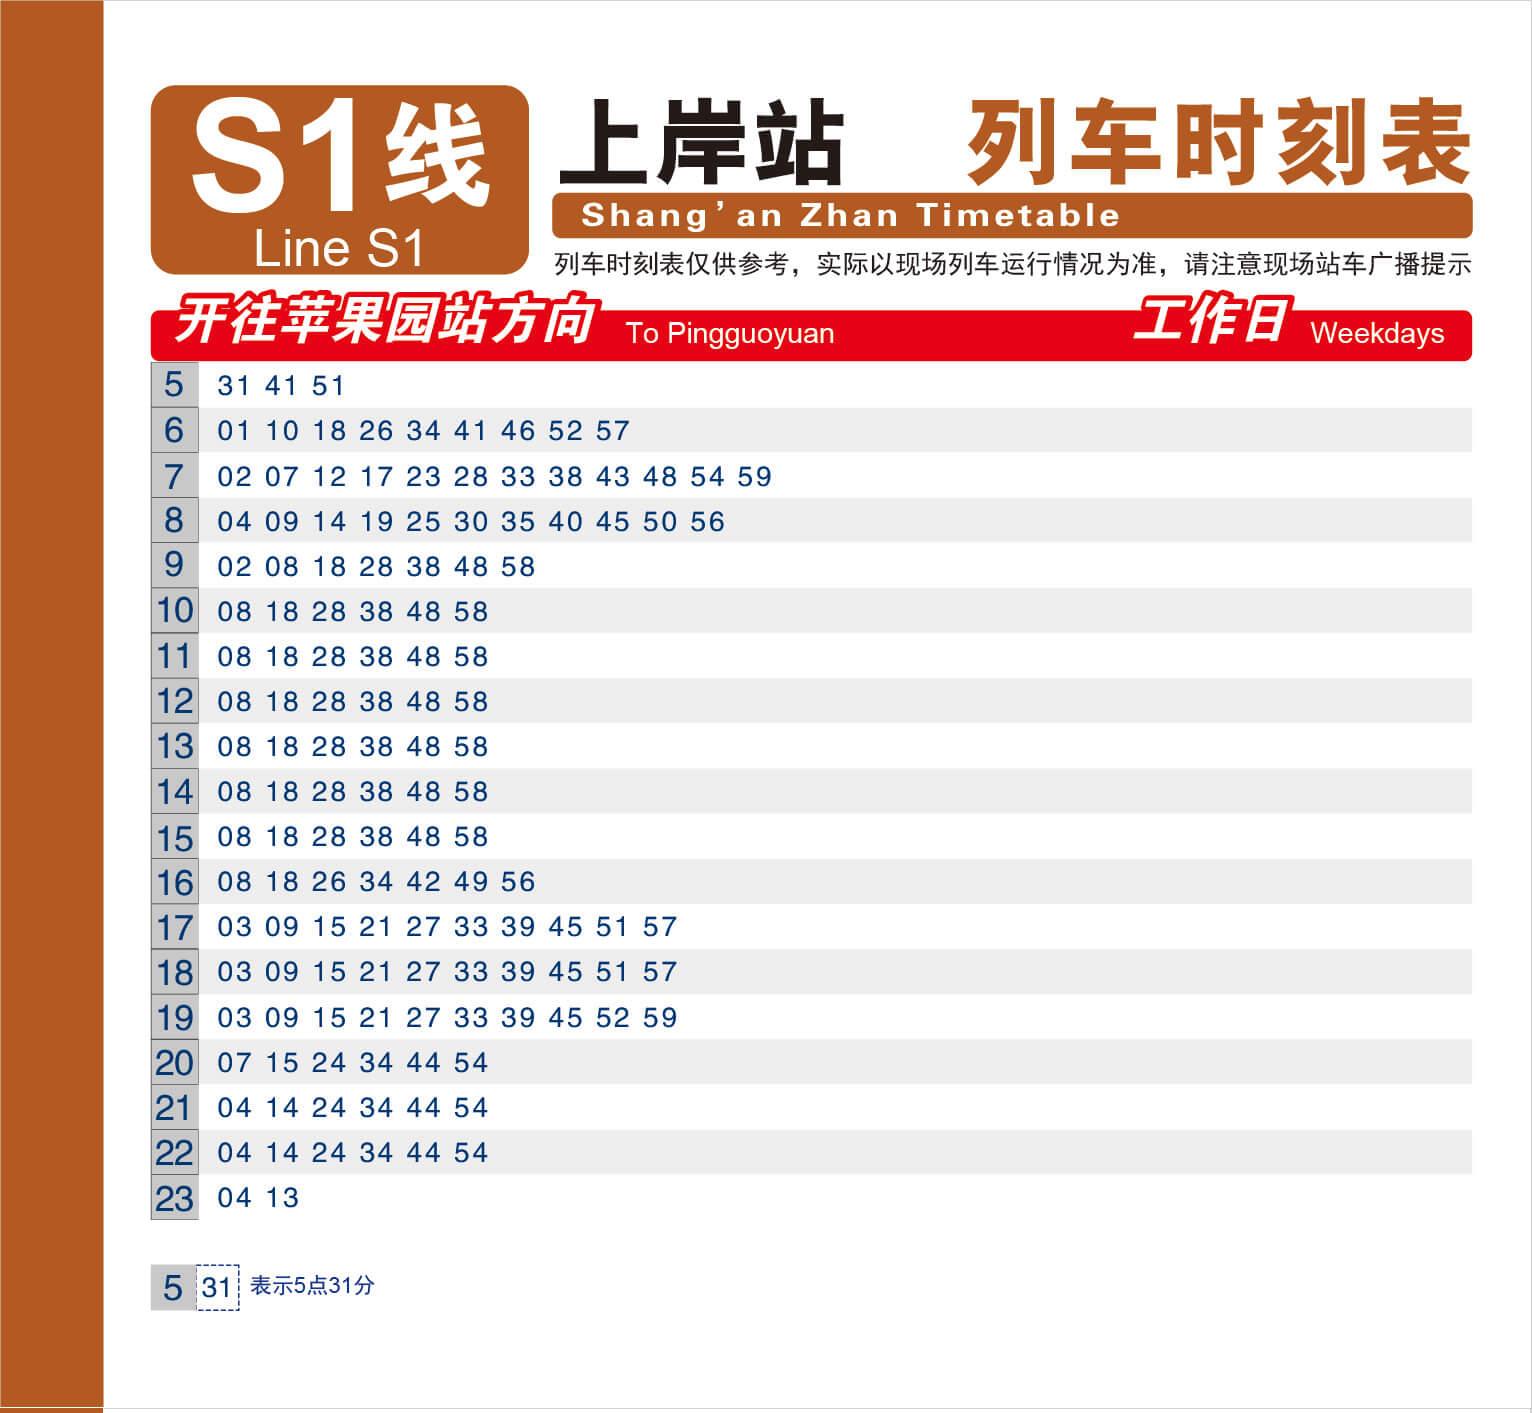 S1线
Line S1
上岸站 列车时刻表
Shang'an Zhan Timetable
列车时刻表仅供参考，实际以现场列车运行情况为准，请注意现场站车广播提示
开往苹果园站方向 To Pingguoyuan 工作日 Weekdays
5 31 41 51
6 01 10 18 26 34 41 46 52 57
7 02 07 12 17 23 28 33 38 43 48 54 59
8 04 09 14 19 25 30 35 40 45 50 56
9 02 08 18 28 38 48 58
10 08 18 28 38 48 58
11 08 18 28 38 48 58
12 08 18 28 38 48 58
13 08 18 28 38 48 58
14 08 18 28 38 48 58
15 08 18 28 38 48 58
16 08 18 26 34 42 49 56
17 03 09 15 21 27 33 39 45 51 57
18 03 09 15 21 27 33 39 45 51 57
19 03 09 15 21 27 33 39 45 52 59
20 07 15 24 34 44 54
21 04 14 24 34 44 54
22 04 14 24 34 44 54
23 04 13
5 31 表示5点31分